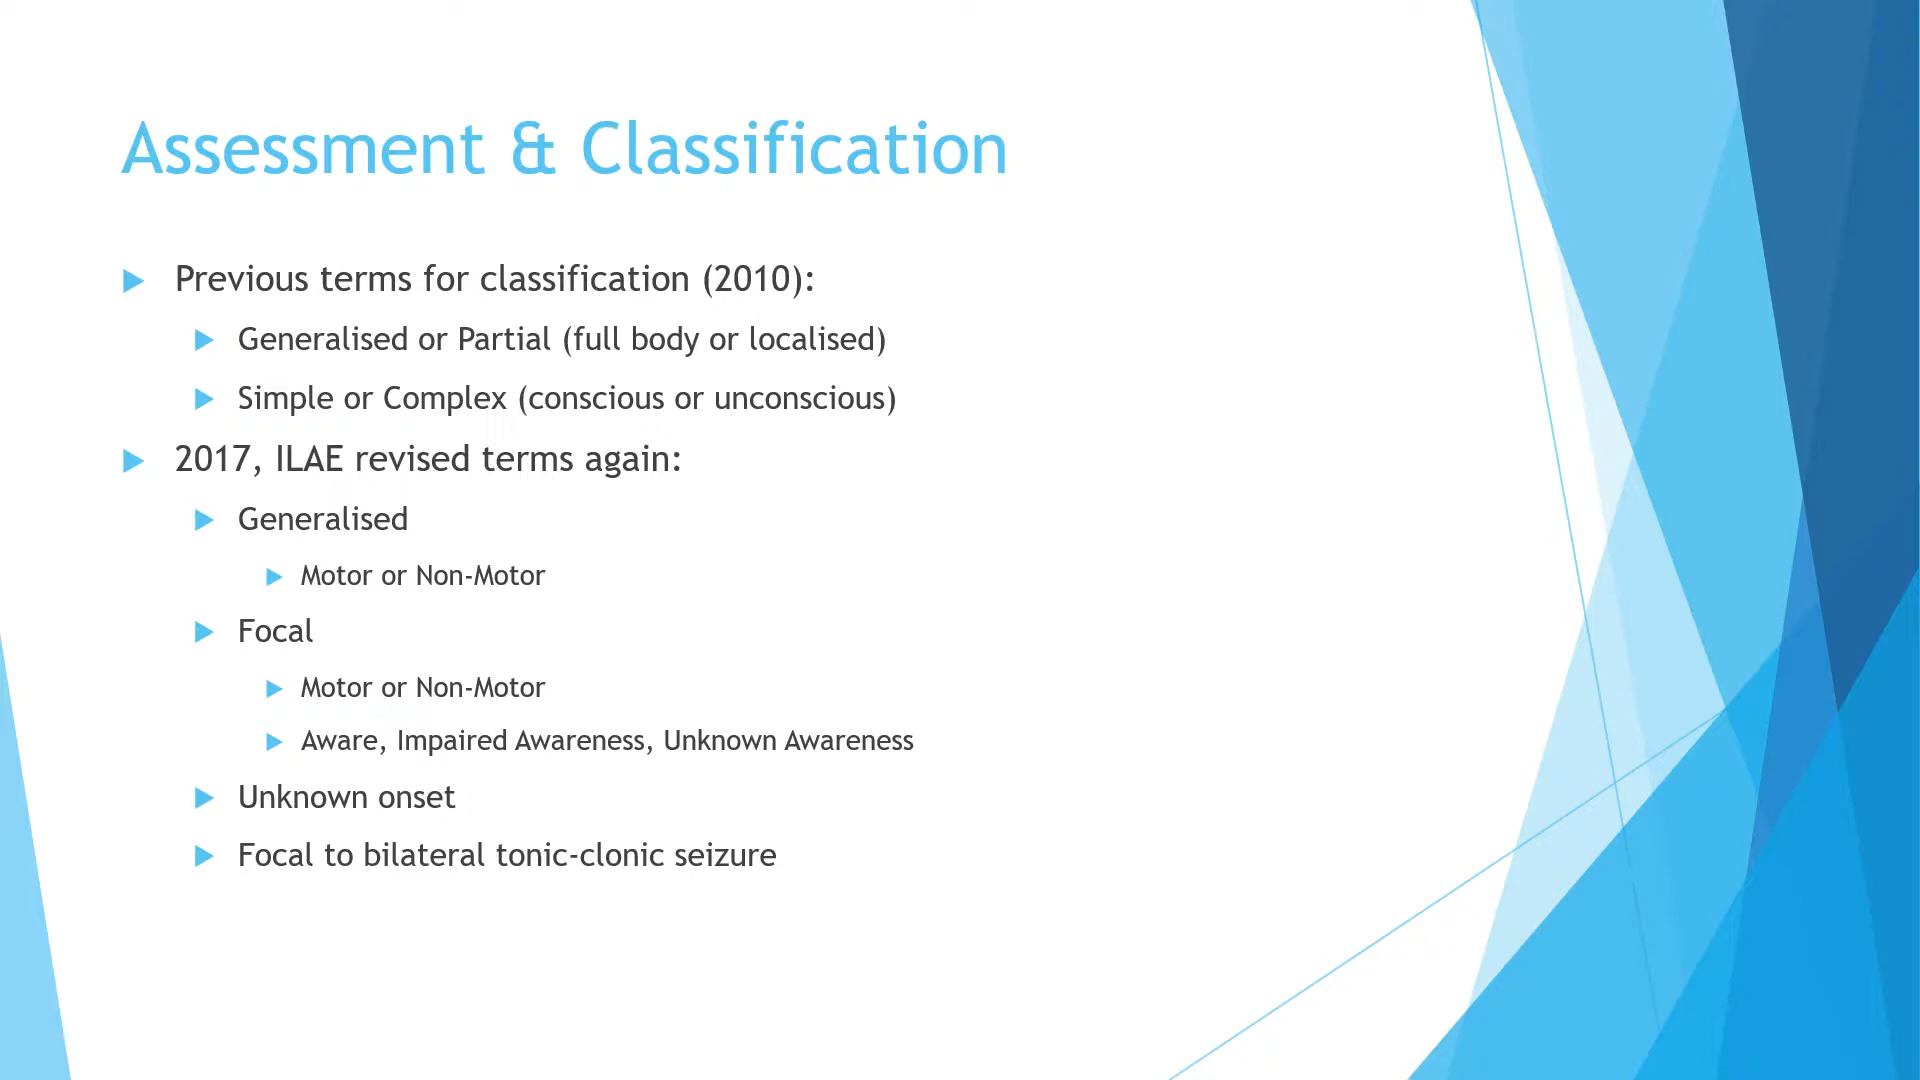 Assessment & Classification
Previous terms for classification (2010):
Generalised or Partial (full body or localised)
Simple or Complex (conscious or unconscious)
2017, ILAE revised terms again:
Generalised
Motor or Non-Motor
Focal
Motor or Non-Motor
Aware, Impaired Awareness, Unknown Awareness
Unknown onset
Focal to bilateral tonic-clonic seizure